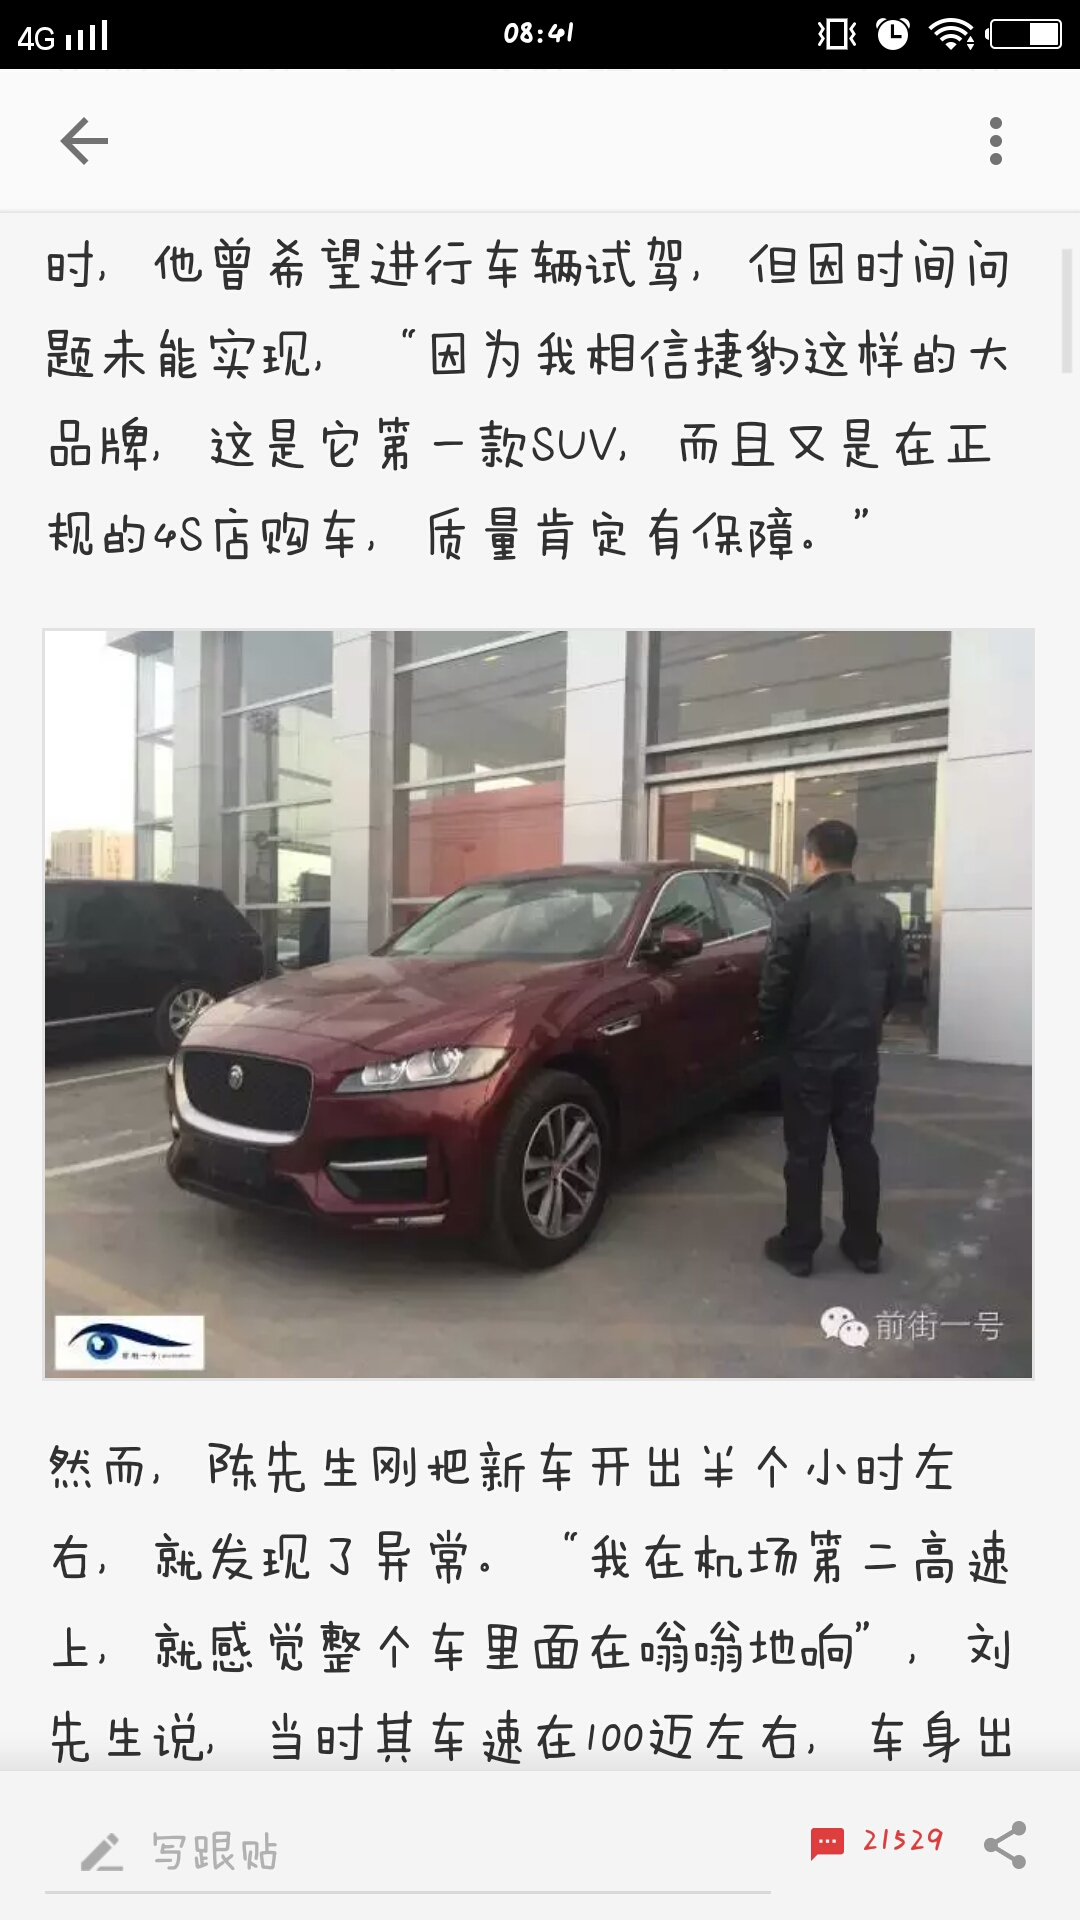 4G
08:41
时，他曾希望进行车辆试驾，但因时间问
题未能实现，“因为我相信捷豹这样的大
品牌，这是它第一款SUV，而且又是在正
规的4S店购车，质量肯定有保障。”
前街一号
前街一号
然而，陈先生刚把新车开出半个小时左
右，就发现了异常。“我在机场第二高速
上，就感觉整个车里面在嗡嗡地响”，刘
先生说，当时其车速在100迈左右，车身出
写跟贴
21529